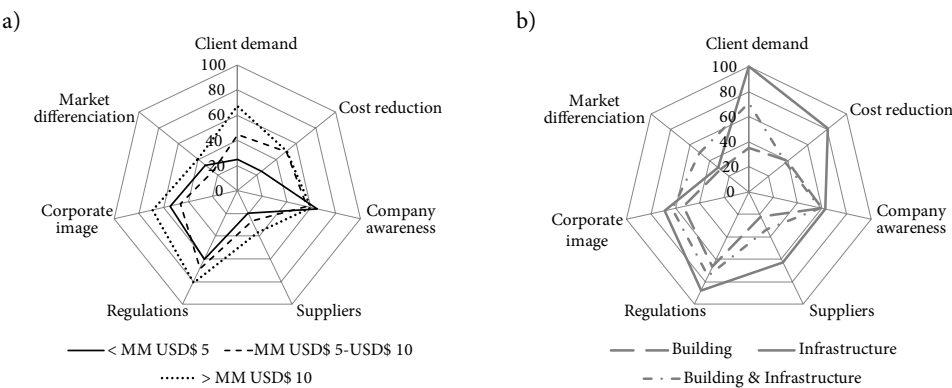 a)
Client demand
100
80
60
40
20
0
Cost reduction
Company
awareness
Suppliers
Regulations
Corporate
image
Market
differenciation
< MM USD$ 5
MM USD$ 5-USD$ 10
> MM USD$ 10
b)
Client demand
100
80
60
40
20
0
Cost reduction
Company
awareness
Suppliers
Regulations
Corporate
image
Market
differenciation
Building
Infrastructure
Building & Infrastructure